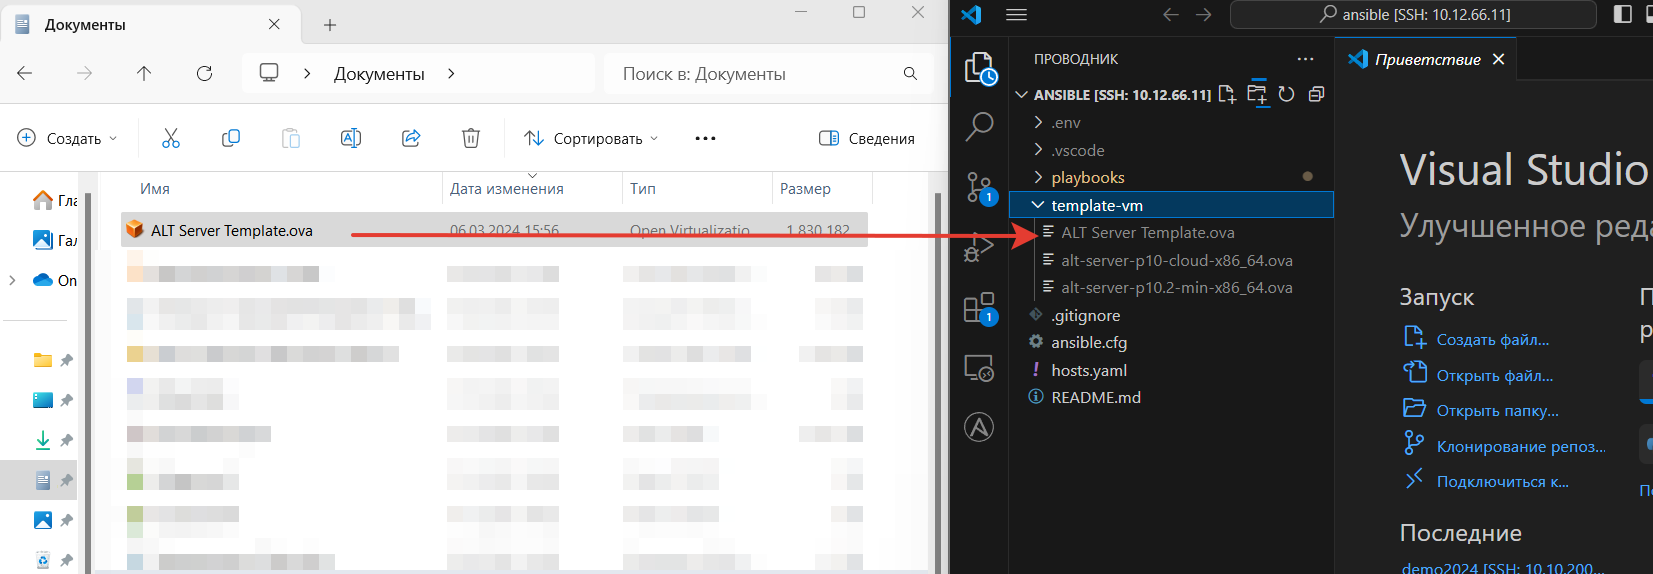 Документы
Документы
Поиск в: Документы
Создать
Сортировать
Сведения
Имя
Дата изменения
Тип
Размер
Гла
ALT Server Template.ova
06.03.2024 15:56
Open Virtualizatio
1 830 182
Гал
On
ansible [SSH: 10.12.66.11]
ПРОВОДНИК
Приветствие
ANSIBLE [SSH: 10.12.66.11]
.env
.vscode
playbooks
template-vm
ALT Server Template.ova
alt-server-p10-cloud-x86_64.ova
alt-server-p10.2-min-x86_64.ova
.gitignore
ansible.cfg
hosts.yaml
README.md
1
1
Visual Studio
Улучшенное реда
Запуск
Создать файл...
Открыть файл...
Открыть папку...
Клонирование репоз...
Подключиться к...
Последние
demo2024 [SSH: 10.10.200...